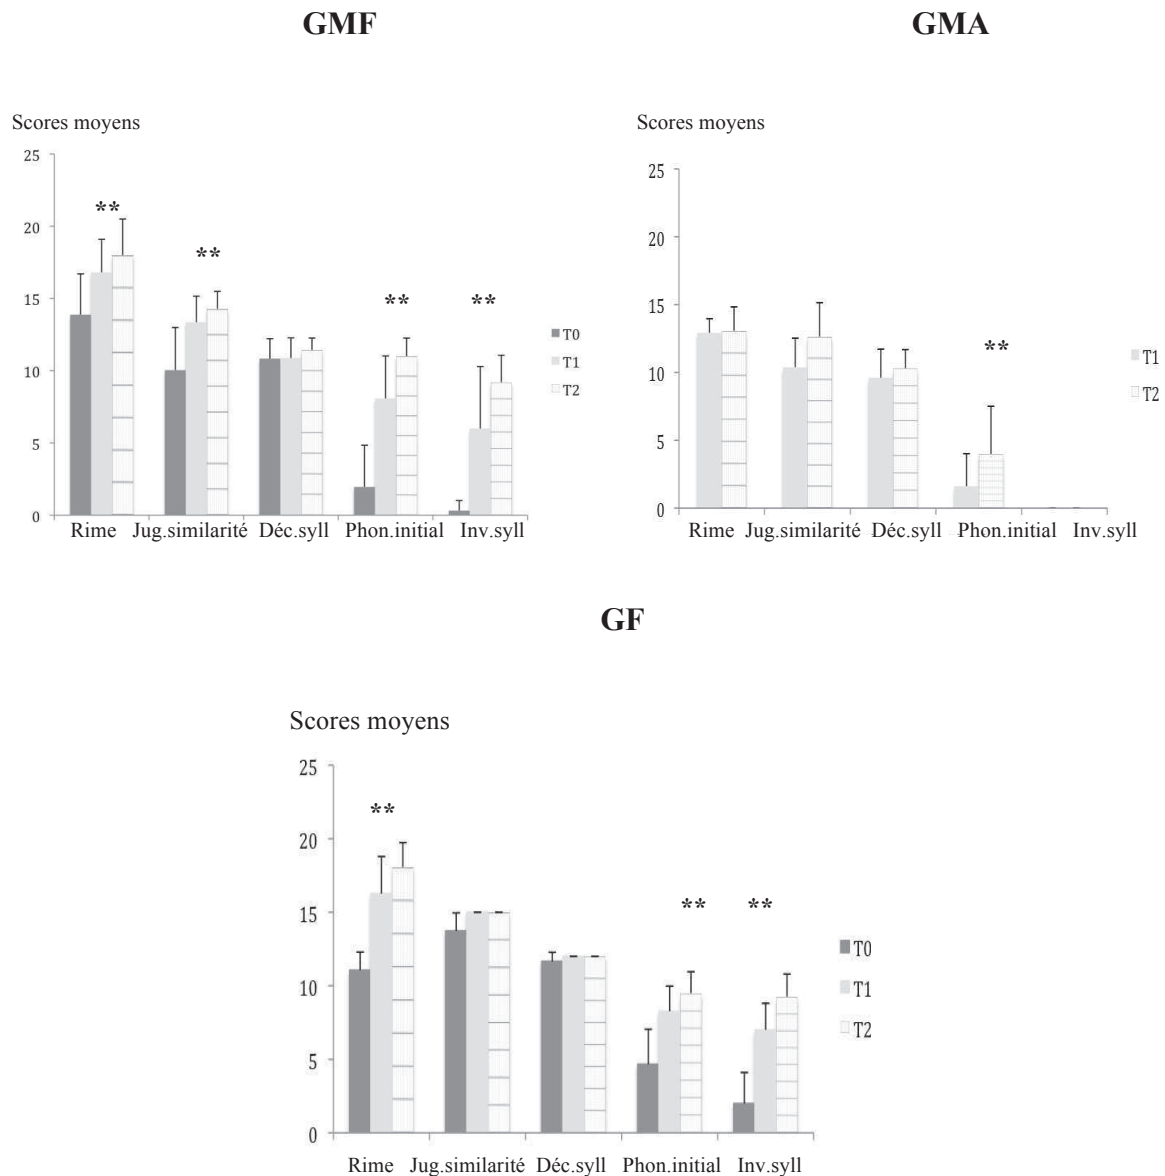 GMF
Scores moyens
25
20
15
10
5
0
** ** ** **
Rime Jug.similarité Déc.syll Phon.initial Inv.syll
T0
T1
T2
GMA
Scores moyens
25
20
15
10
5
0
**
Rime Jug.similarité Déc.syll Phon.initial Inv.syll
T1
T2
GF
Scores moyens
25
20
15
10
5
0
** ** **
Rime Jug.similarité Déc.syll Phon.initial Inv.syll
T0
T1
T2